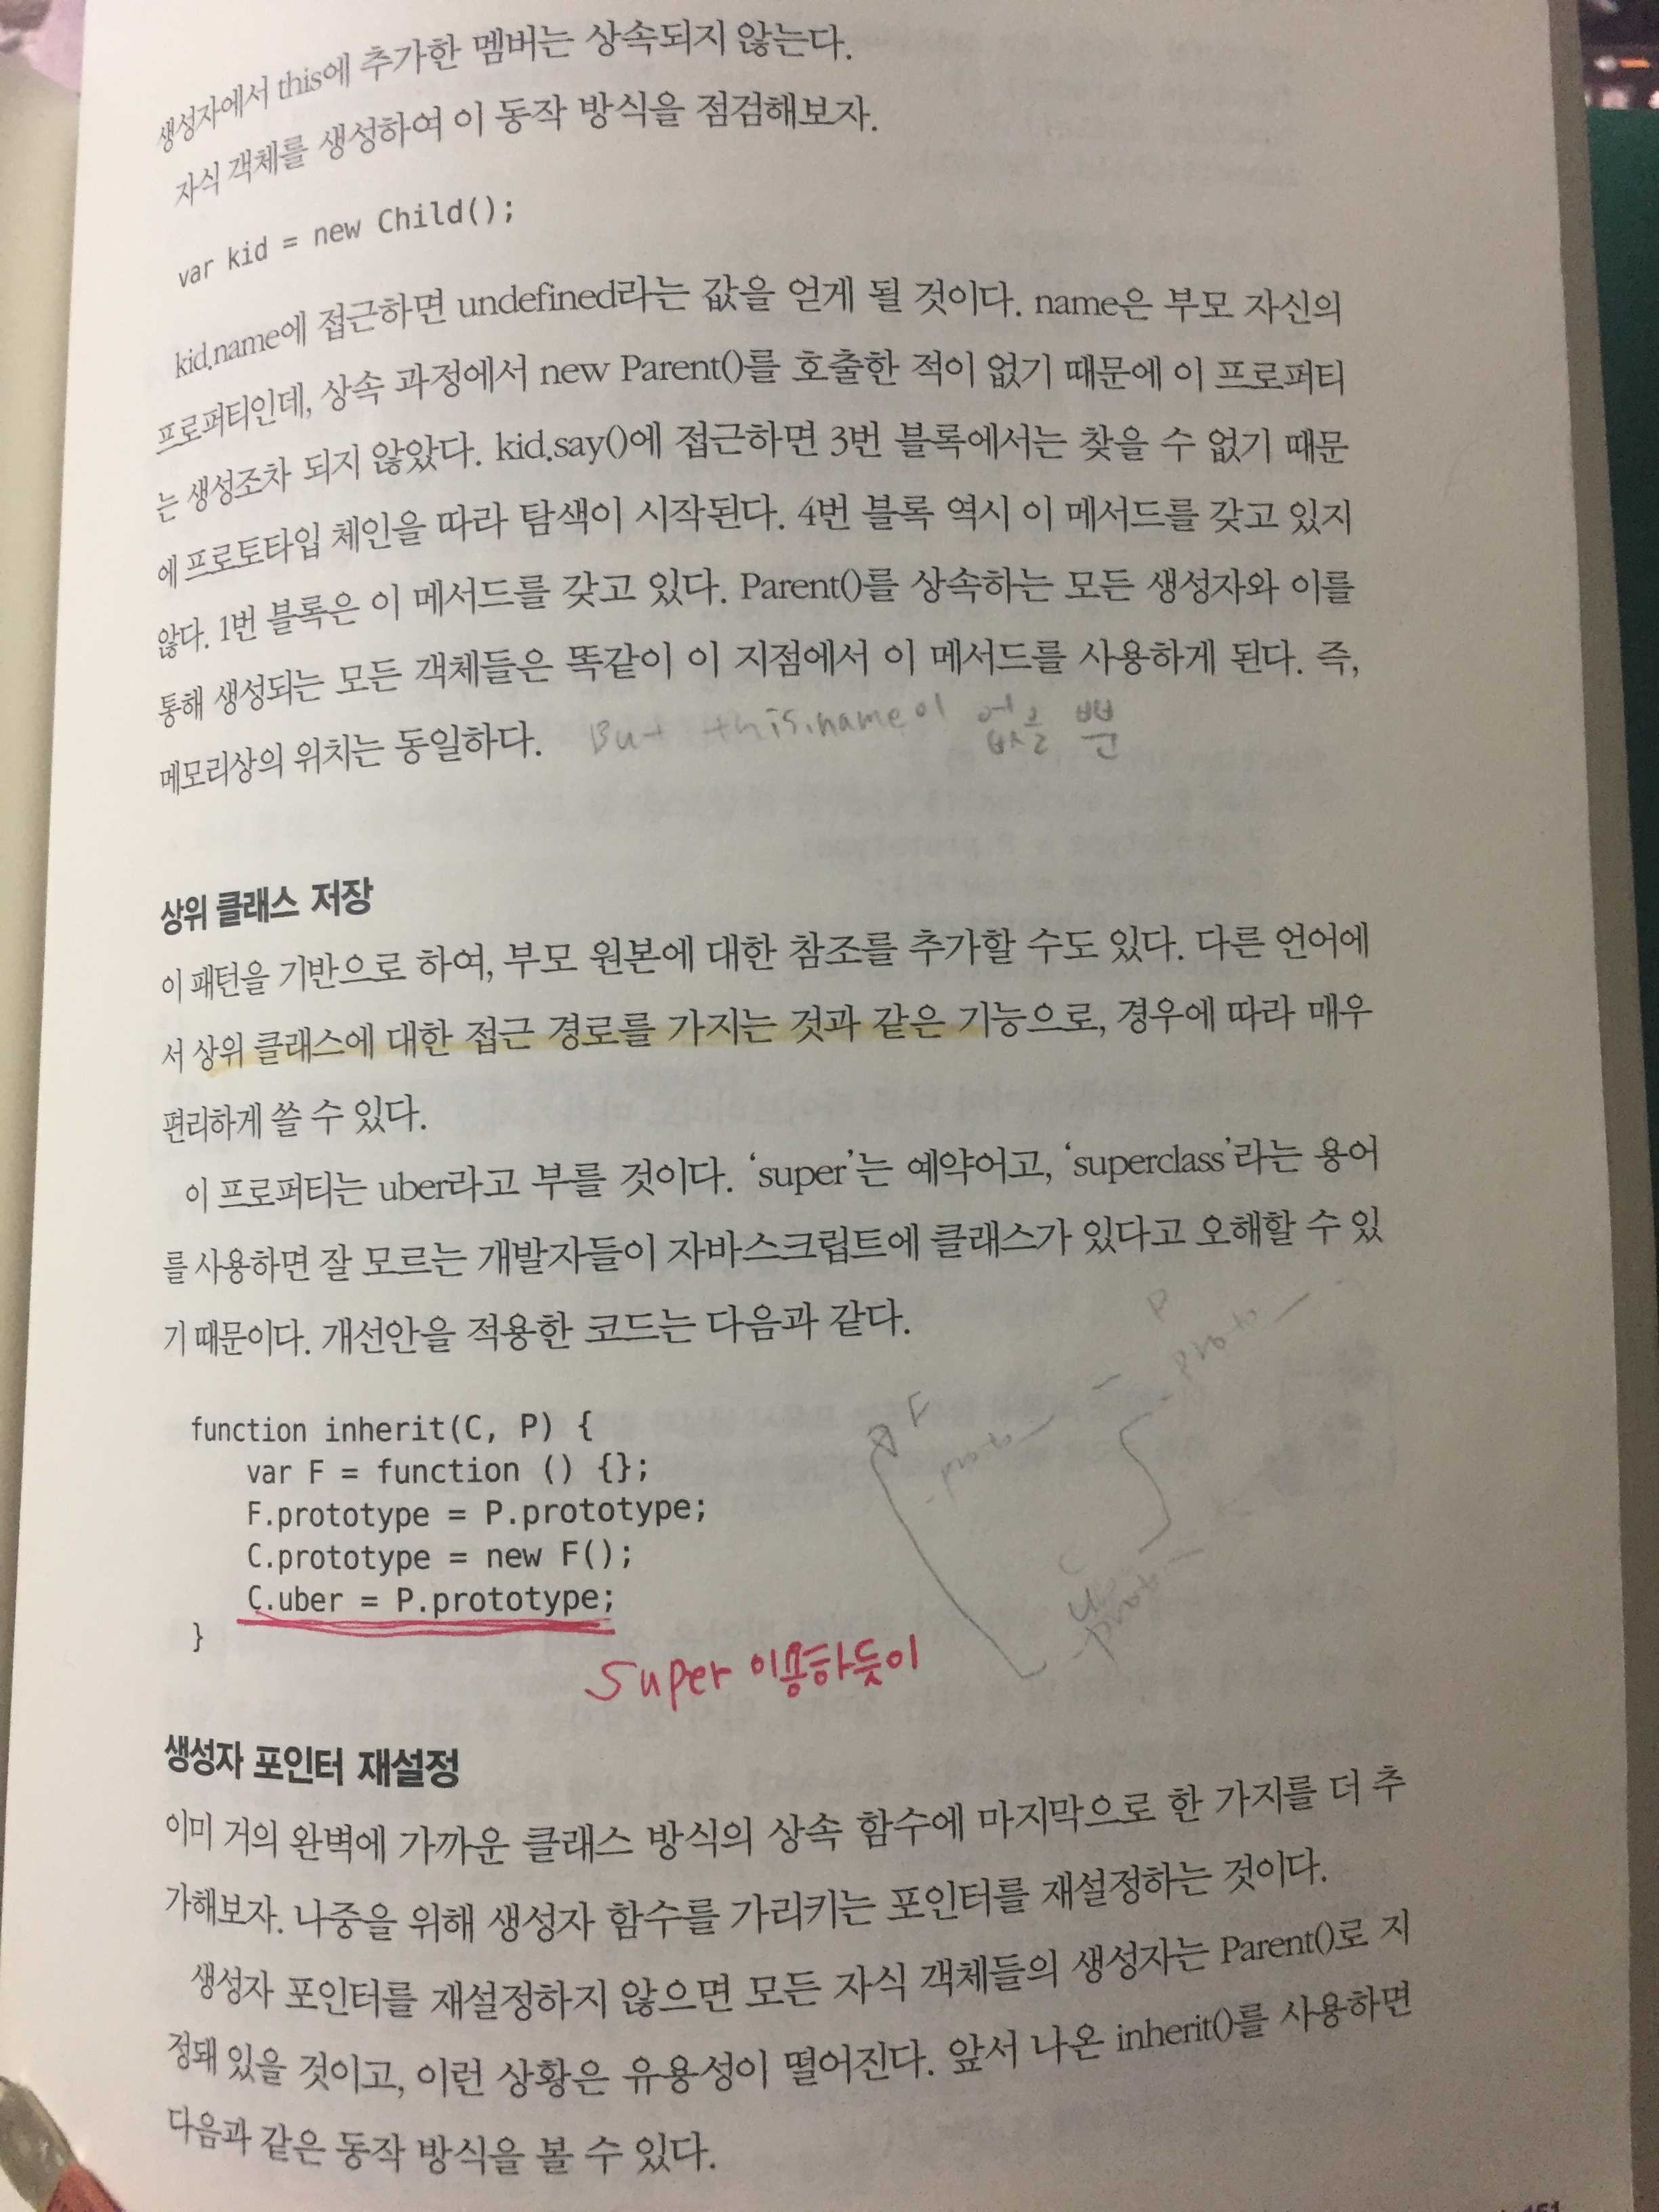 생성자에서 this에 추가한 멤버는 상속되지 않는다.
자식 객체를 생성하여 이 동작 방식을 점검해보자.
var kid = new Child();
kid.name에 접근하면 undefined라는 값을 얻게 될 것이다. name은 부모 자신의
프로퍼티인데, 상속 과정에서 new Parent()를 호출한 적이 없기 때문에 이 프로퍼티
는 생성조차 되지 않았다. kid.say()에 접근하면 3번 블록에서는 찾을 수 없기 때문
에 프로토타입 체인을 따라 탐색이 시작된다. 4번 블록 역시 이 메서드를 갖고 있지
않다. 1번 블록은 이 메서드를 갖고 있다. Parent()를 상속하는 모든 생성자와 이를
통해 생성되는 모든 객체들은 똑같이 이 지점에서 이 메서드를 사용하게 된다. 즉,
메모리상의 위치는 동일하다. But this.name이 없을 뿐
상위 클래스 저장
이 패턴을 기반으로 하여, 부모 원본에 대한 참조를 추가할 수도 있다. 다른 언어에
서 상위 클래스에 대한 접근 경로를 가지는 것과 같은 기능으로, 경우에 따라 매우
편리하게 쓸 수 있다.
이 프로퍼티는 uber라고 부를 것이다. ‘super’는 예약어고, ‘superclass’라는 용어
를 사용하면 잘 모르는 개발자들이 자바스크립트에 클래스가 있다고 오해할 수 있
기 때문이다. 개선안을 적용한 코드는 다음과 같다.
P
-proto-
F
-proto-
function inherit(C, P) {
var F = function () {};
F.prototype = P.prototype;
C.prototype = new F();
C.uber = P.prototype;
}
C
-proto-
Super 이용하듯이
생성자 포인터 재설정
이미 거의 완벽에 가까운 클래스 방식의 상속 함수에 마지막으로 한 가지를 더 추
가해보자. 나중을 위해 생성자 함수를 가리키는 포인터를 재설정하는 것이다.
생성자 포인터를 재설정하지 않으면 모든 자식 객체들의 생성자는 Parent()로 지
정돼 있을 것이고, 이런 상황은 유용성이 떨어진다. 앞서 나온 inherit()를 사용하면
다음과 같은 동작 방식을 볼 수 있다.